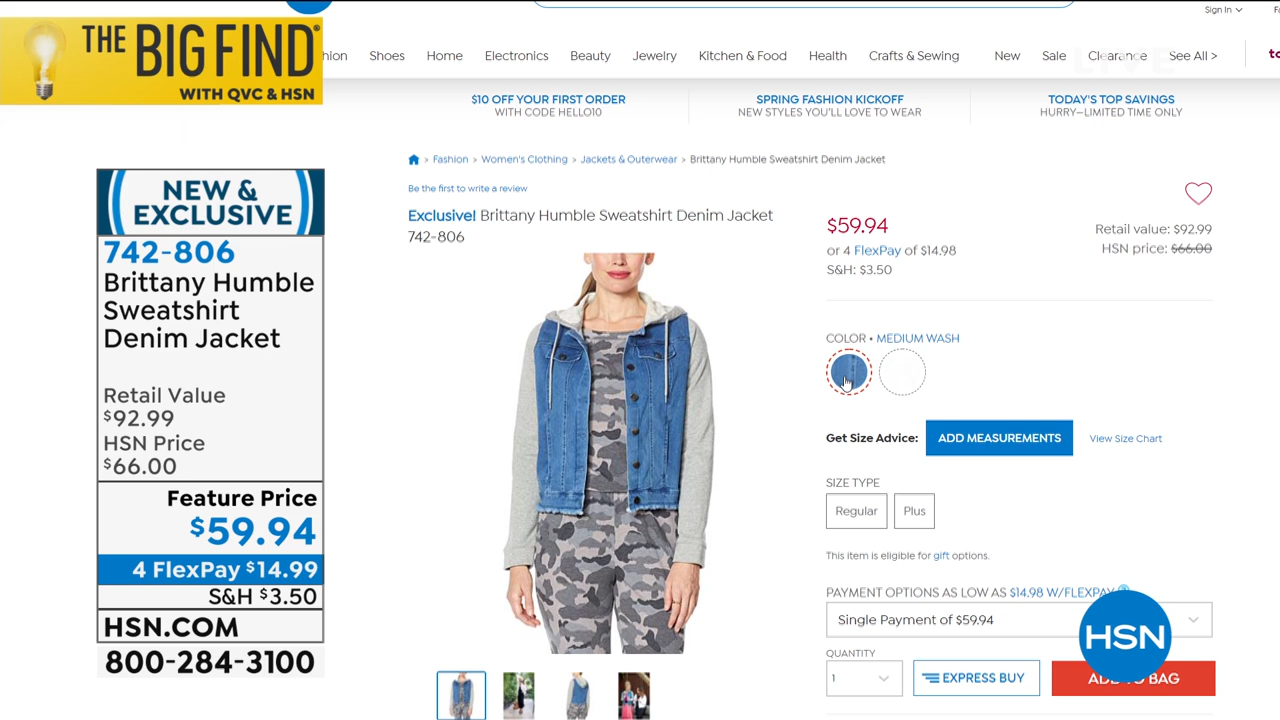 Sign In
THE BIG FIND®
WITH QVC & HSN
hion Shoes Home Electronics Beauty Jewelry Kitchen & Food Health Crafts & Sewing New Sale Clearance See All >
LIVE
$10 OFF YOUR FIRST ORDER
WITH CODE HELLO10
SPRING FASHION KICKOFF
NEW STYLES YOU'LL LOVE TO WEAR
TODAY'S TOP SAVINGS
HURRY—LIMITED TIME ONLY
> Fashion > Women's Clothing > Jackets & Outerwear > Brittany Humble Sweatshirt Denim Jacket
Be the first to write a review
Exclusive! Brittany Humble Sweatshirt Denim Jacket
742-806
NEW &
EXCLUSIVE
742-806
Brittany Humble
Sweatshirt
Denim Jacket
Retail Value
$92.99
HSN Price
$66.00
Feature Price
$59.94
4 FlexPay $14.99
S&H $3.50
HSN.COM
800-284-3100
$59.94
or 4 FlexPay of $14.98
S&H: $3.50
Retail value: $92.99
HSN price: $66.00
COLOR • MEDIUM WASH
Get Size Advice: ADD MEASUREMENTS View Size Chart
SIZE TYPE
Regular Plus
This item is eligible for gift options.
PAYMENT OPTIONS AS LOW AS $14.98 W/FLEXPAY
Single Payment of $59.94
HSN
QUANTITY
1 EXPRESS BUY ADD TO BAG